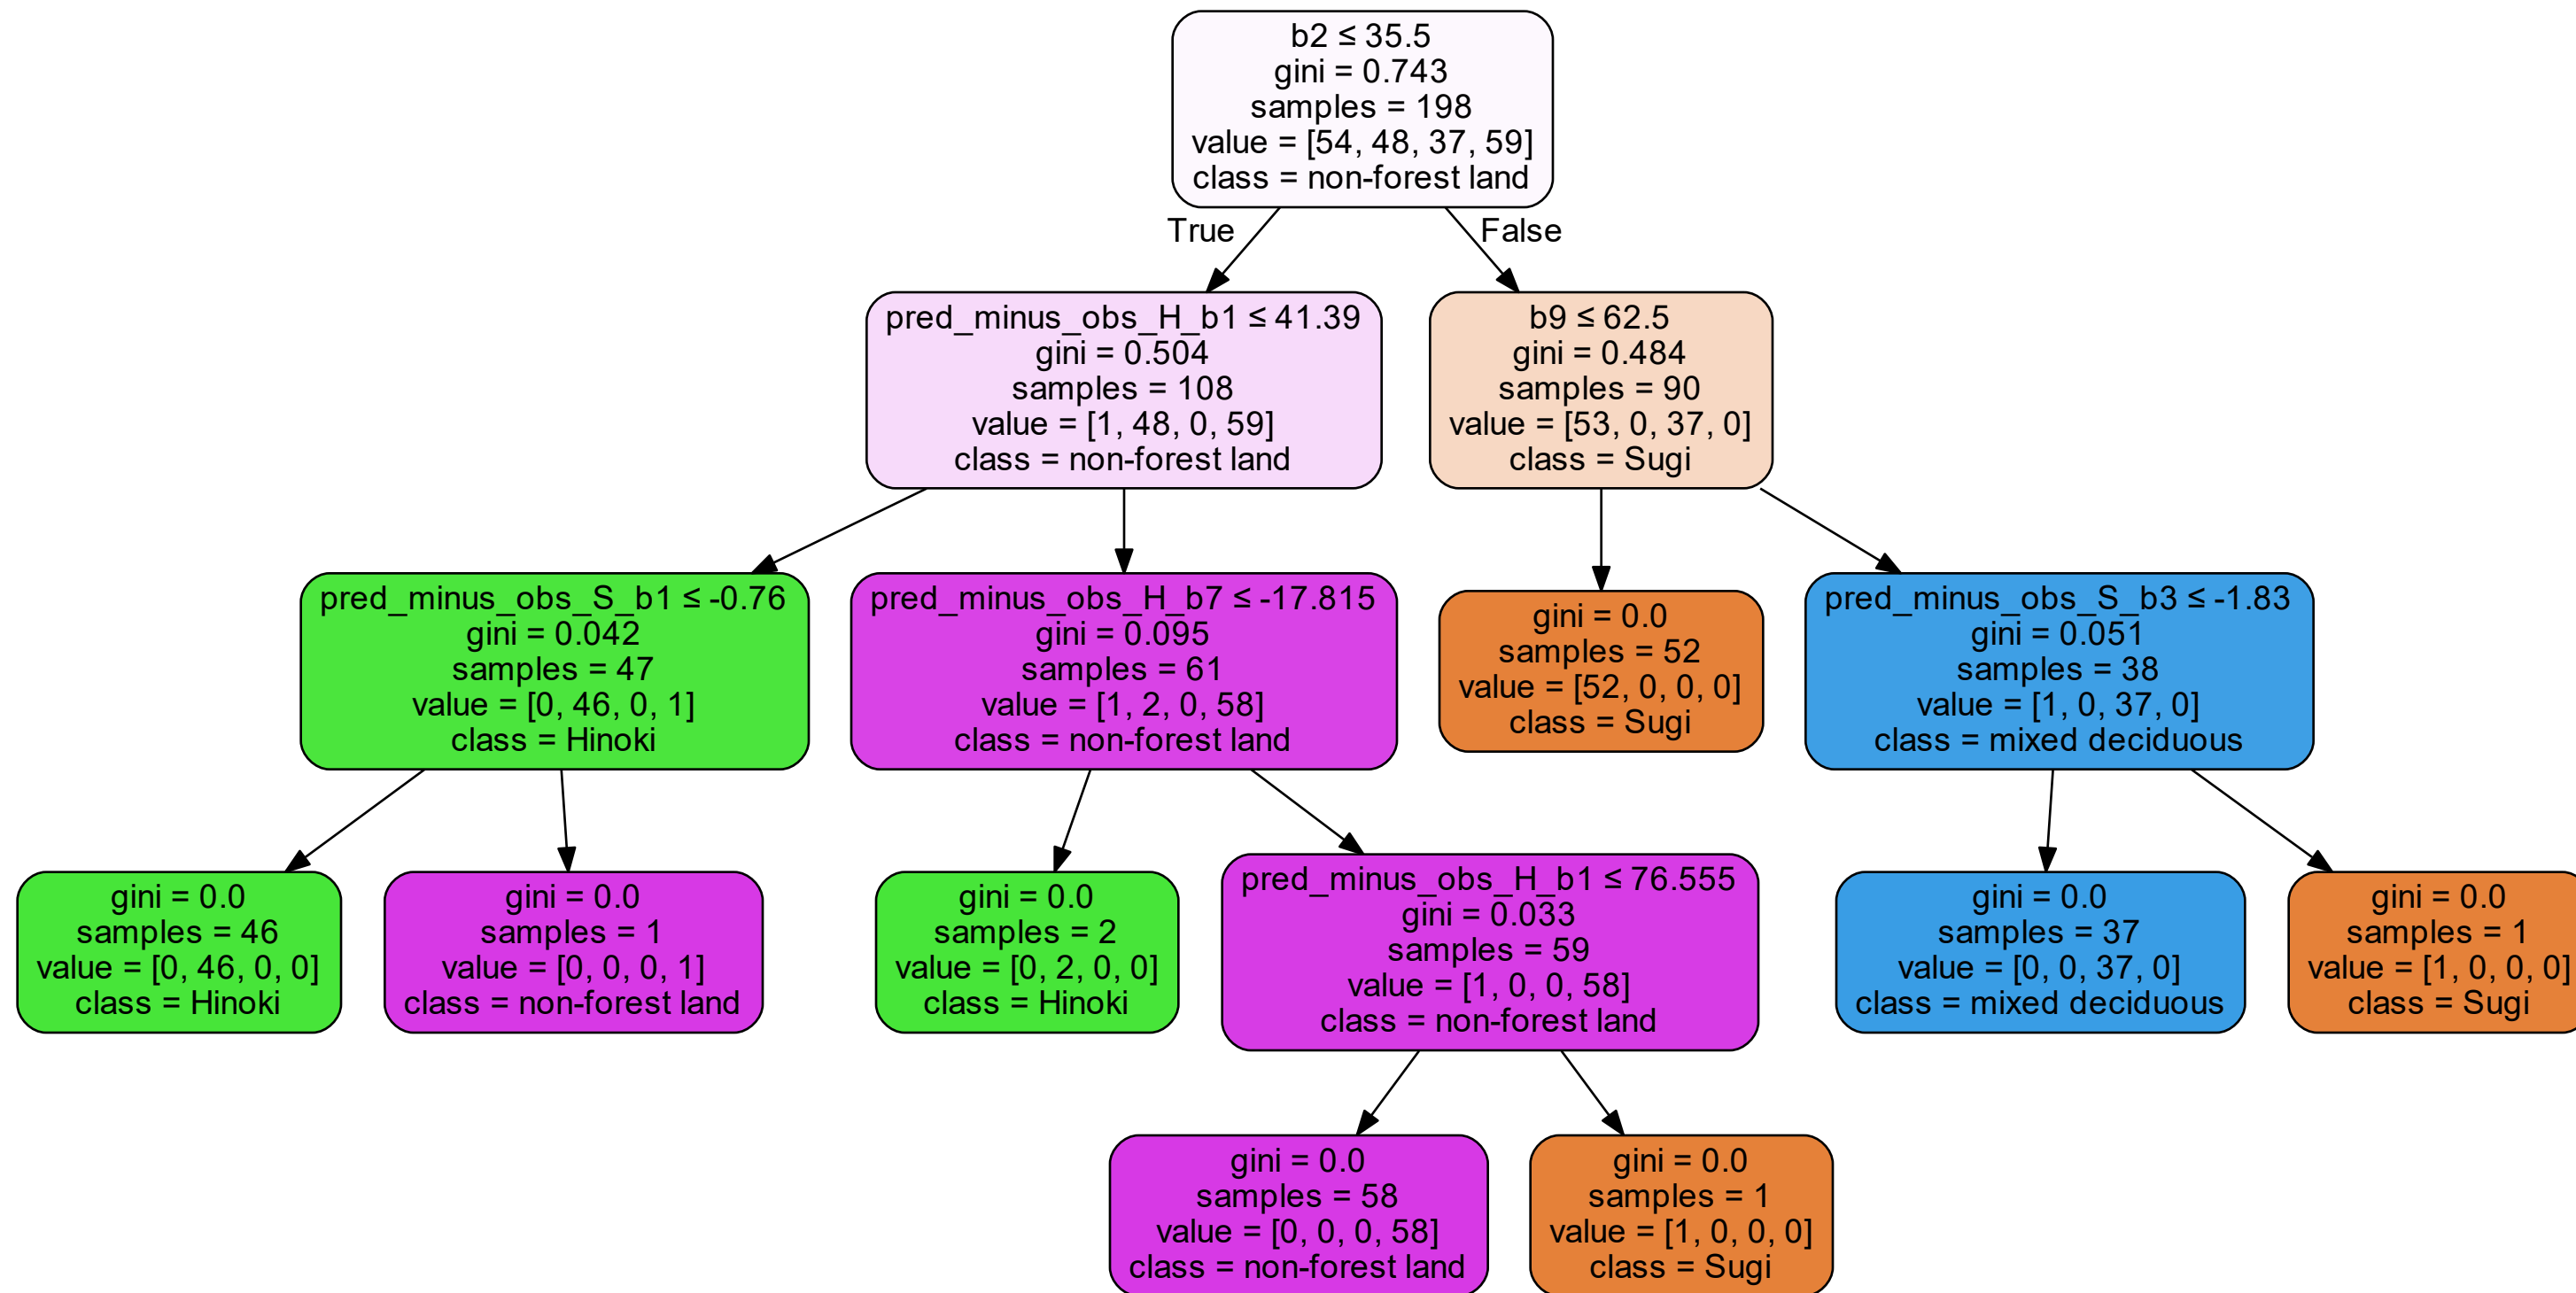 b2 ≤ 35.5
gini = 0.743
samples = 198
value = [54, 48, 37, 59]
class = non-forest land
True
False
pred_minus_obs_H_b1 ≤ 41.39
gini = 0.504
samples = 108
value = [1, 48, 0, 59]
class = non-forest land
b9 ≤ 62.5
gini = 0.484
samples = 90
value = [53, 0, 37, 0]
class = Sugi
pred_minus_obs_S_b1 ≤ -0.76
gini = 0.042
samples = 47
value = [0, 46, 0, 1]
class = Hinoki
pred_minus_obs_H_b7 ≤ -17.815
gini = 0.095
samples = 61
value = [1, 2, 0, 58]
class = non-forest land
gini = 0.0
samples = 52
value = [52, 0, 0, 0]
class = Sugi
pred_minus_obs_S_b3 ≤ -1.83
gini = 0.051
samples = 38
value = [1, 0, 37, 0]
class = mixed deciduous
gini = 0.0
samples = 46
value = [0, 46, 0, 0]
class = Hinoki
gini = 0.0
samples = 1
value = [0, 0, 0, 1]
class = non-forest land
gini = 0.0
samples = 2
value = [0, 2, 0, 0]
class = Hinoki
pred_minus_obs_H_b1 ≤ 76.555
gini = 0.033
samples = 59
value = [1, 0, 0, 58]
class = non-forest land
gini = 0.0
samples = 37
value = [0, 0, 37, 0]
class = mixed deciduous
gini = 0.0
samples = 1
value = [1, 0, 0, 0]
class = Sugi
gini = 0.0
samples = 58
value = [0, 0, 0, 58]
class = non-forest land
gini = 0.0
samples = 1
value = [1, 0, 0, 0]
class = Sugi